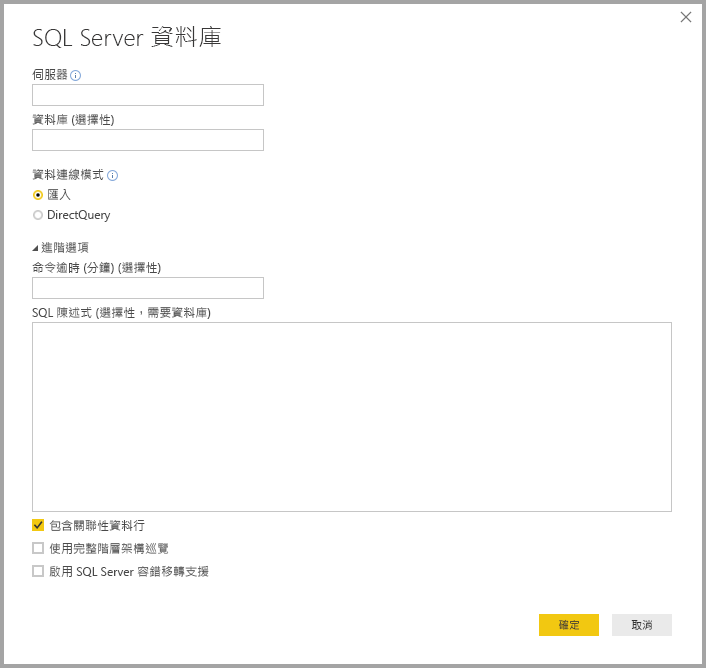 SQL Server 資料庫
伺服器
資料庫 (選擇性)
資料連線模式
匯入
DirectQuery
進階選項
命令逾時 (分鐘) (選擇性)
SQL 陳述式 (選擇性，需要資料庫)
包含關聯性資料行
使用完整階層架構巡覽
啟用 SQL Server 容錯移轉支援
確定
取消